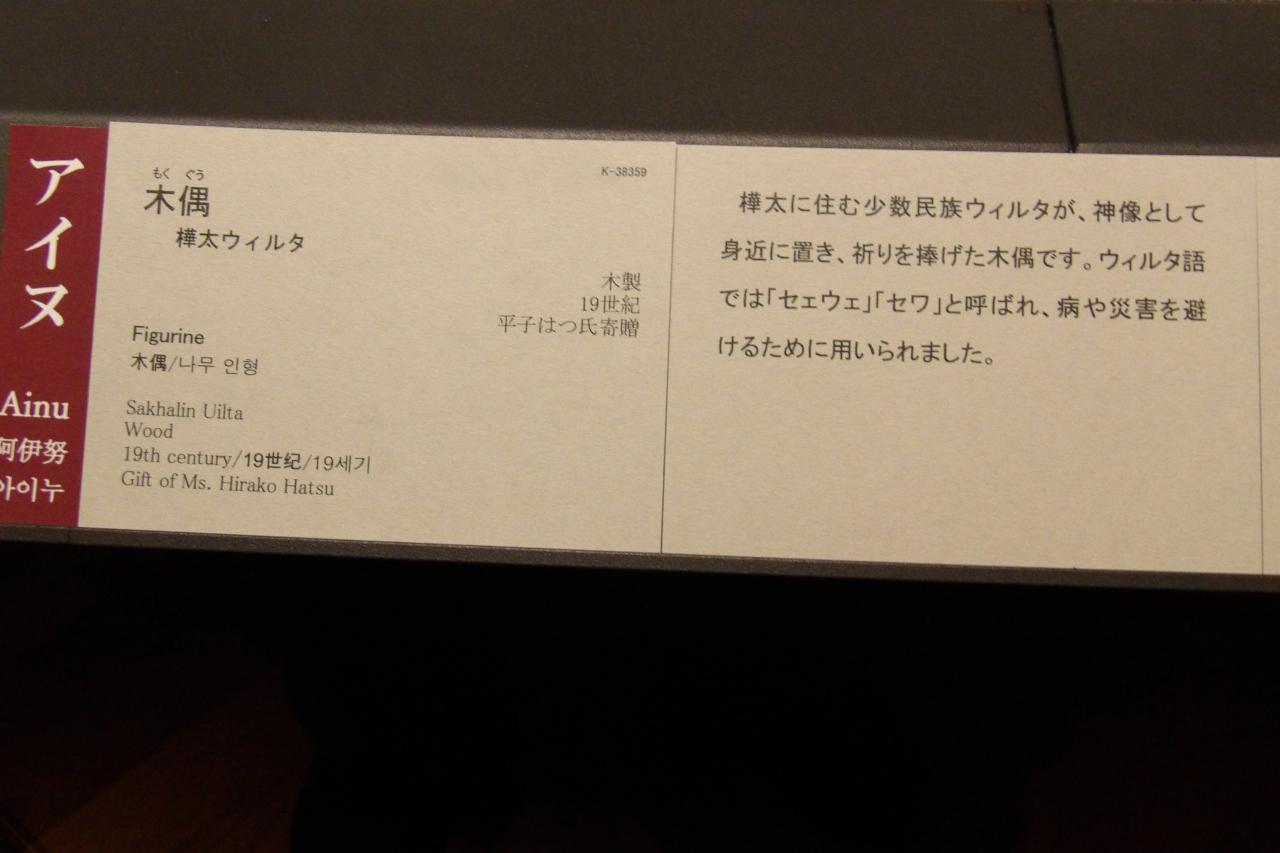 アイヌ
Ainu
阿伊努
아이누
もく ぐう
木偶
K-38359
樺太ウィルタ
木製
19世紀
平子はつ氏寄贈
Figurine
木偶/나무 인형
Sakhalin Uilta
Wood
19th century/19世纪/19세기
Gift of Ms. Hirako Hatsu
樺太に住む少数民族ウィルタが、神像として
身近に置き、祈りを捧げた木偶です。ウィルタ語
では「セェウェ」「セワ」と呼ばれ、病や災害を避
けるために用いられました。